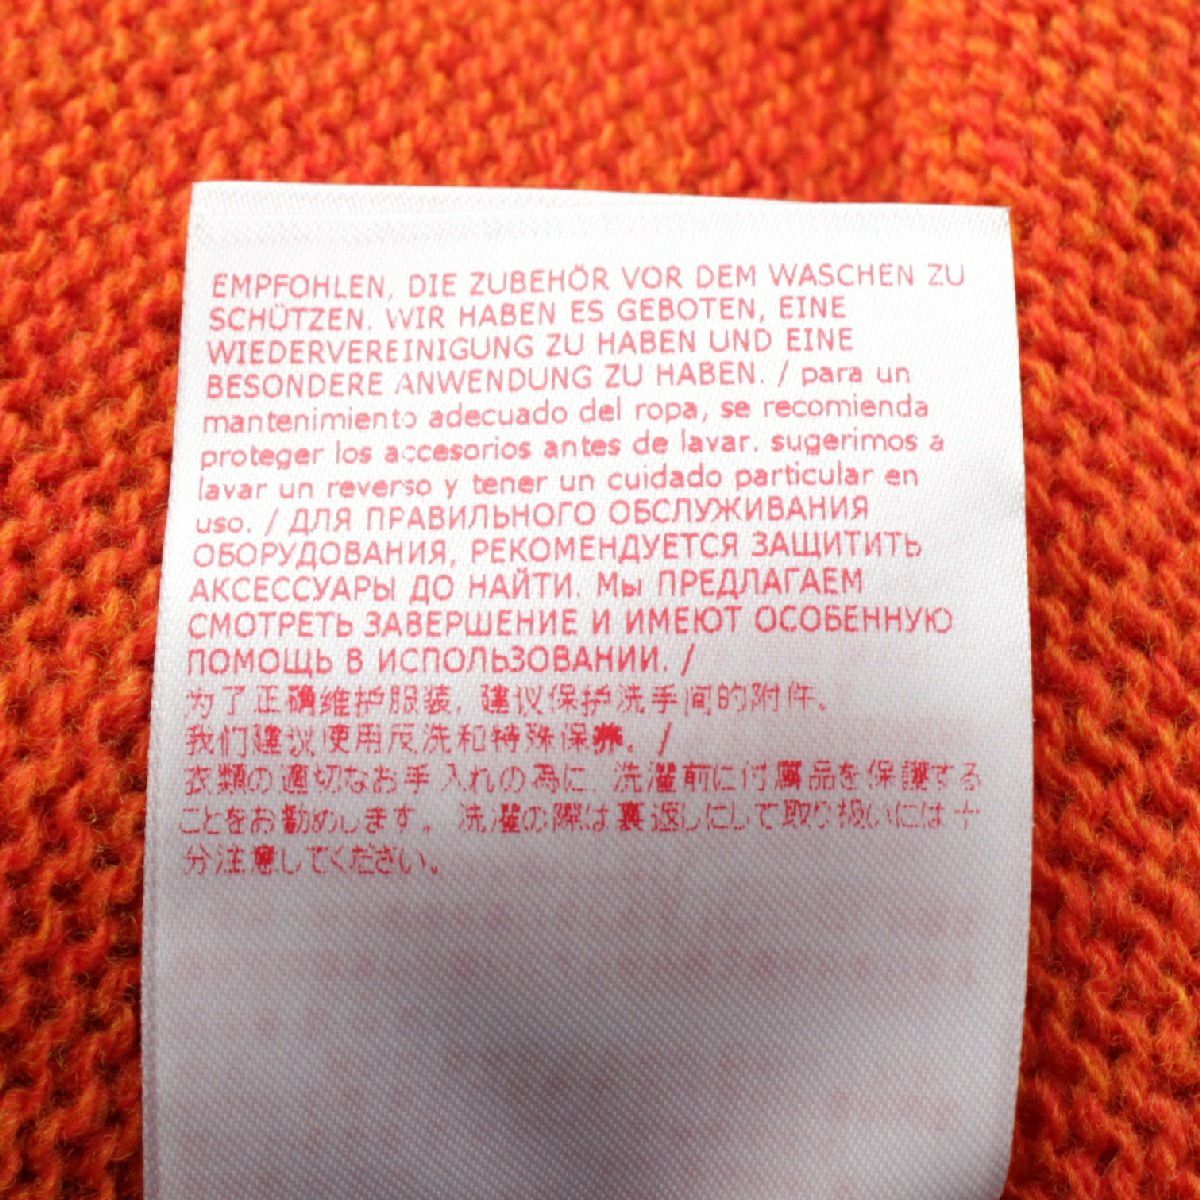 EMPFOHLEN, DIE ZUBEHÖR VOR DEM WASCHEN ZU
SCHÜTZEN. WIR HABEN ES GEBOTEN, EINE
WIEDERVEREINIGUNG ZU HABEN UND EINE
BESONDERE ANWENDUNG ZU HABEN. / para un
mantenimiento adecuado del ropa, se recomienda
proteger los accesorios antes de lavar. sugerimos a
lavar un reverso y tener un cuidado particular en
uso. / ДЛЯ ПРАВИЛЬНОГО ОБСЛУЖИВАНИЯ
ОБОРУДОВАНИЯ, РЕКОМЕНДУЕТСЯ ЗАЩИТИТЬ
АКСЕССУАРЫ ДО НАЙТИ. Мы ПРЕДЛАГАЕМ
СМОТРЕТЬ ЗАВЕРШЕНИЕ И ИМЕЮТ ОСОБЕННУЮ
ПОМОЩЬ В ИСПОЛЬЗОВАНИИ. /
为了正确维护服装, 建议保护洗手间的附件。
我们建议使用反洗和特殊保养。/
衣類の適切なお手入れの為に、洗濯前に付属品を保護する
ことをお勧めします。 洗濯の際は裏返しにして取り扱いには十
分注意してください。